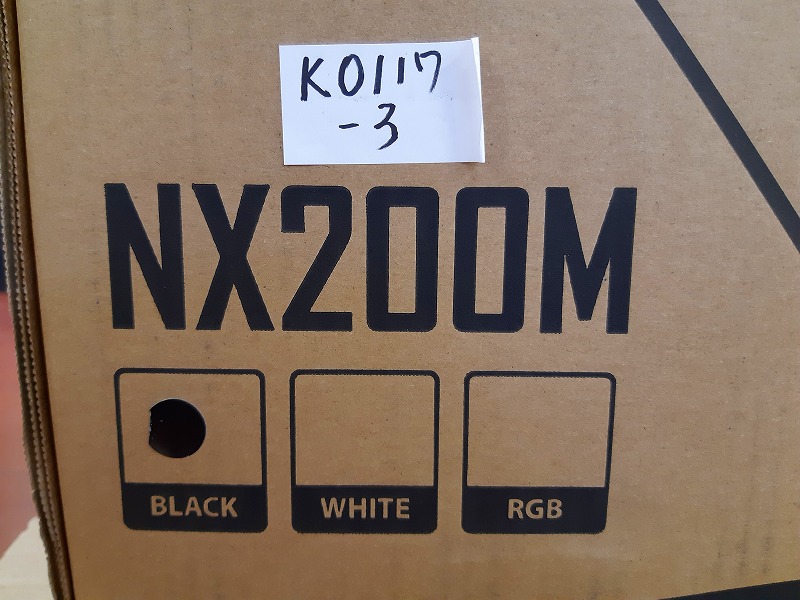 K0117
-3
NX200M
BLACK WHITE RGB